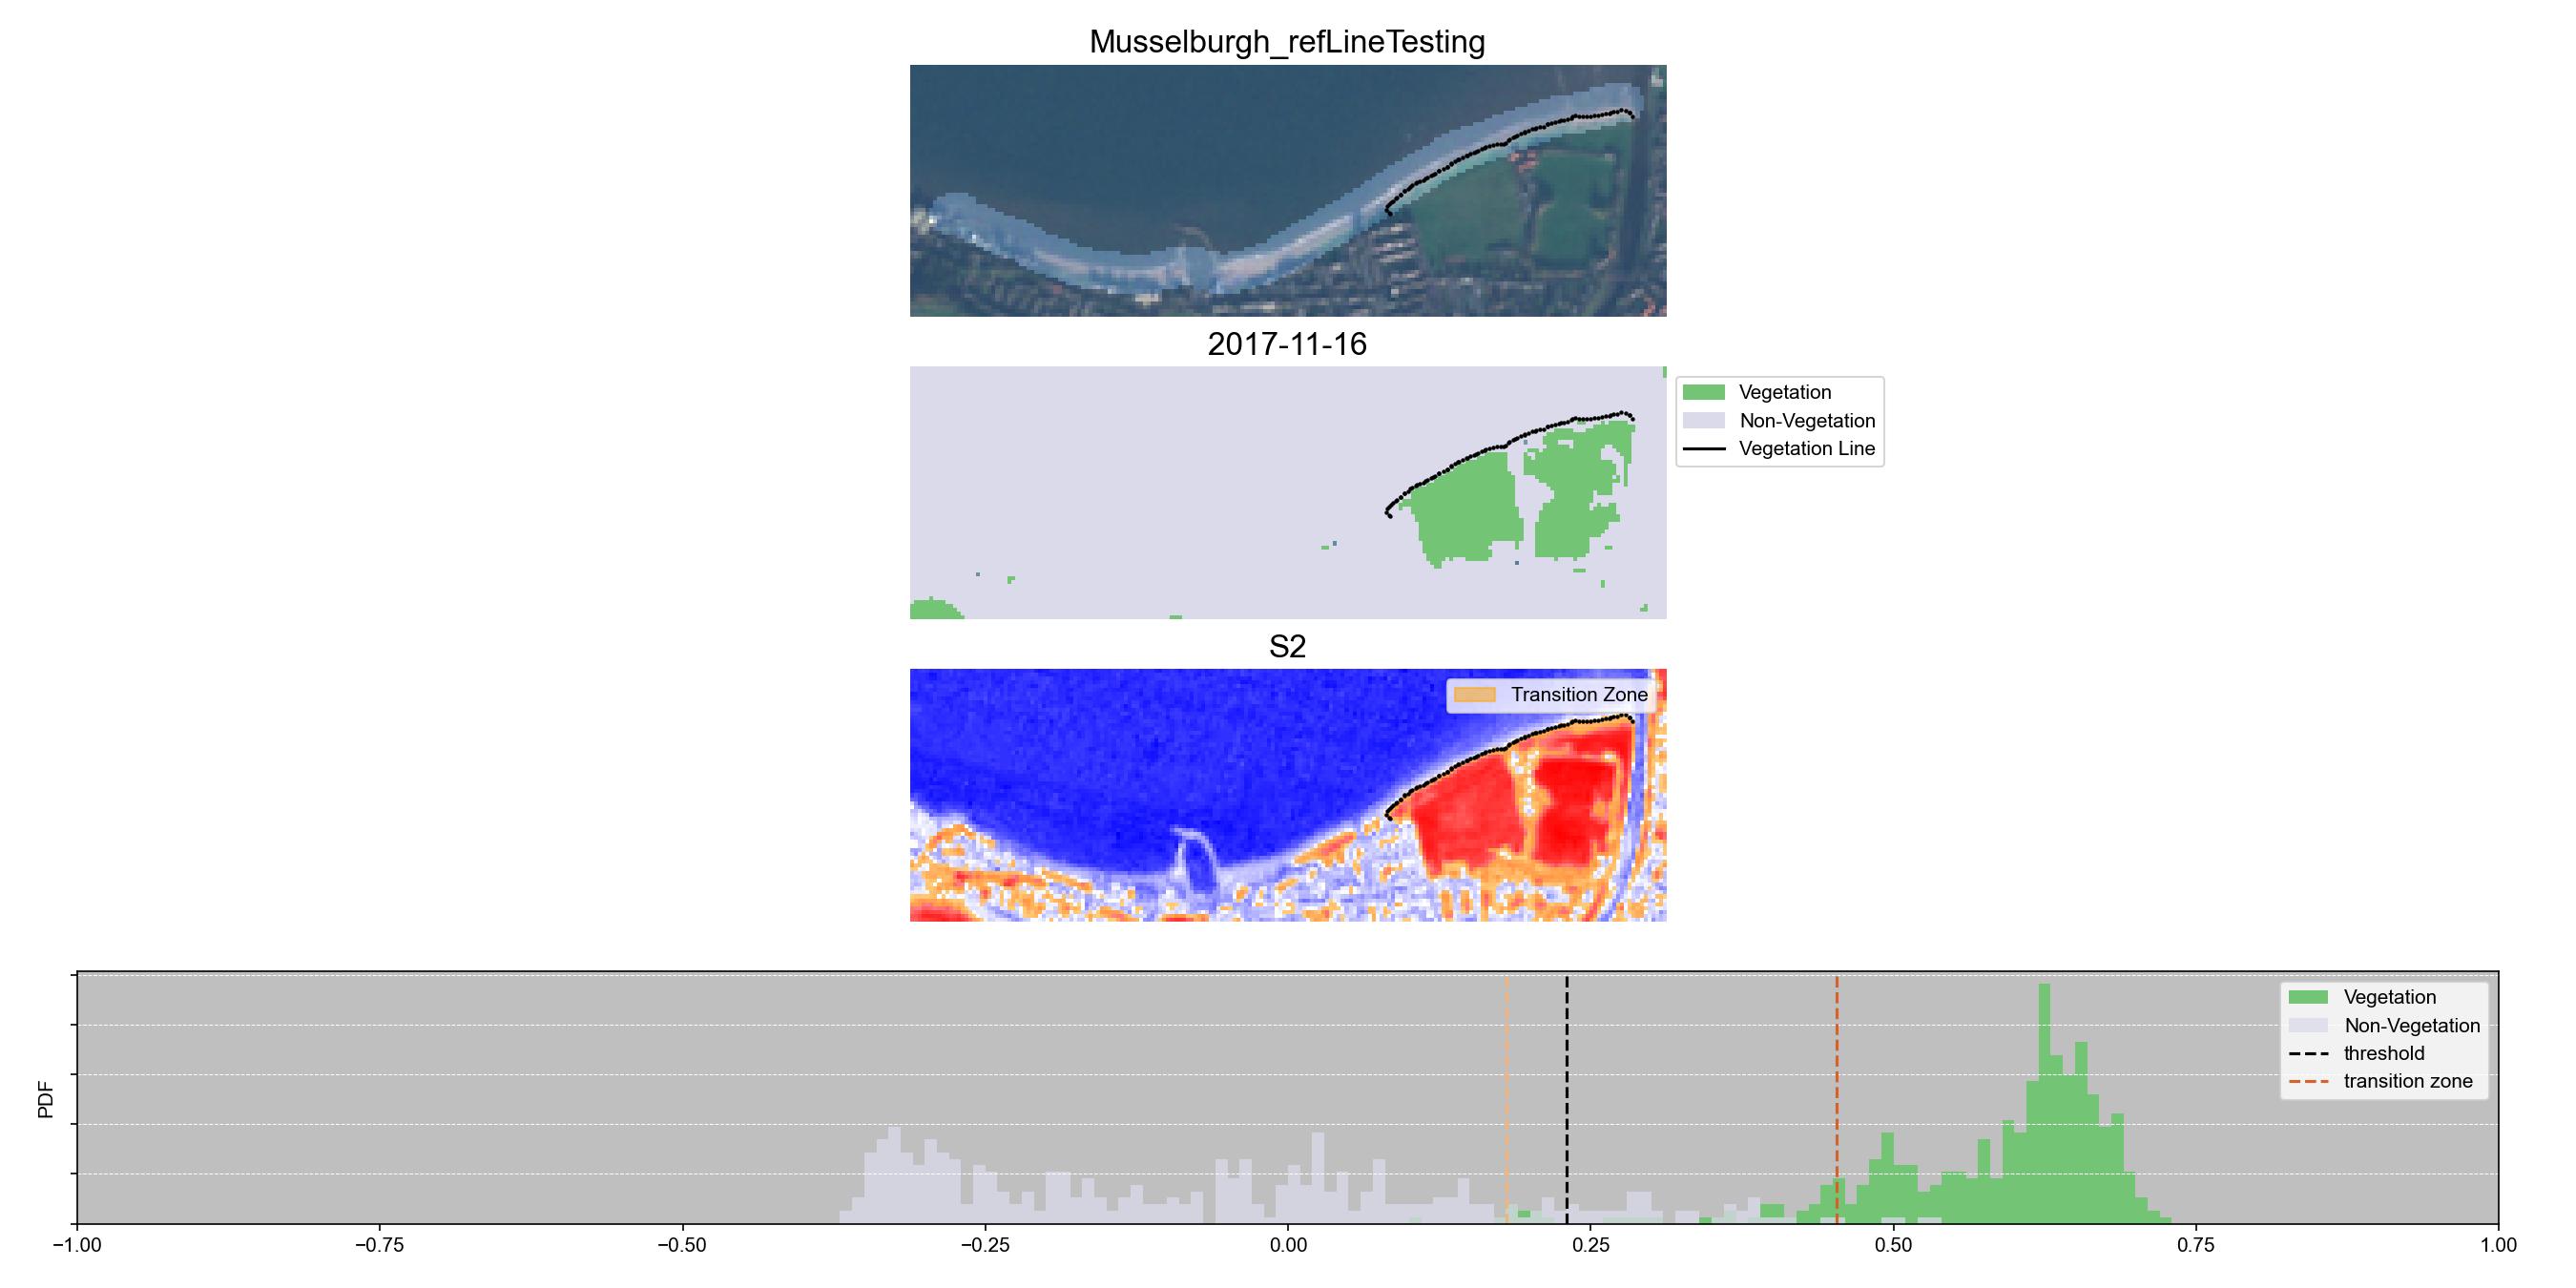 Musselburgh_refLineTesting
2017-11-16
Vegetation
Non-Vegetation
Vegetation Line
S2
Transition Zone
PDF
Vegetation
Non-Vegetation
threshold
transition zone
−1.00 −0.75 −0.50 −0.25 0.00 0.25 0.50 0.75 1.00